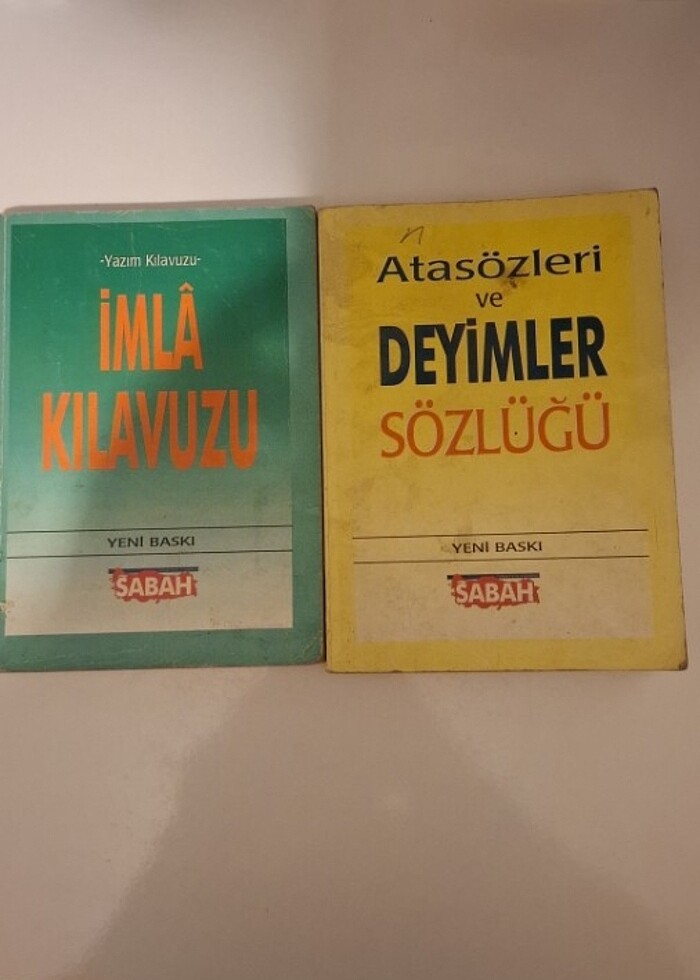 -Yazım Kılavuzu-
İMLÂ
KILAVUZU
YENİ BASKI
SABAH
Atasözleri
ve
DEYİMLER
SÖZLÜĞÜ
YENİ BASKI
SABAH